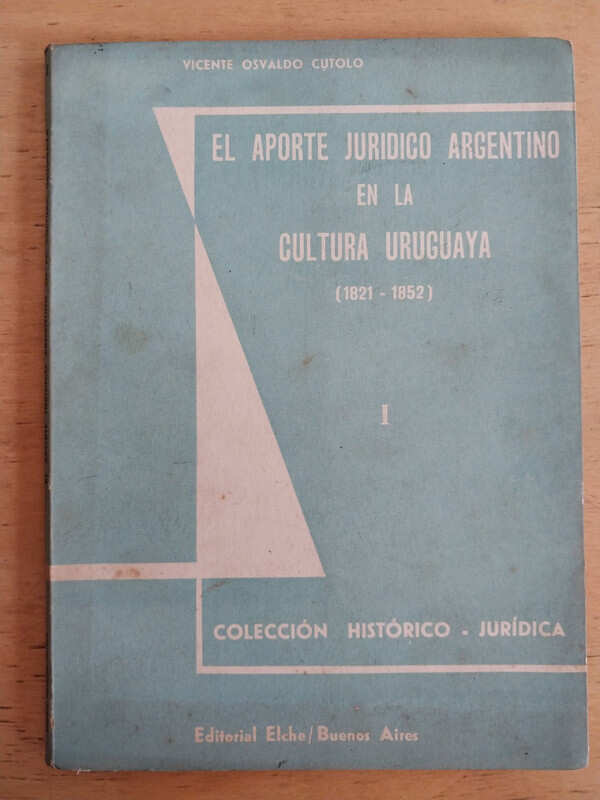 VICENTE OSVALDO CUTOLO
EL APORTE JURIDICO ARGENTINO
EN LA
CULTURA URUGUAYA
(1821 - 1852)
I
COLECCIÓN HISTÓRICO - JURÍDICA
Editorial Elche/Buenos Aires